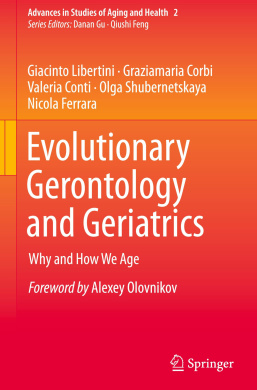 Advances in Studies of Aging and Health 2
Series Editors: Danan Gu · Qiushi Feng
Giacinto Libertini · Graziamaria Corbi
Valeria Conti · Olga Shubernetskaya
Nicola Ferrara
Evolutionary
Gerontology
and Geriatrics
Why and How We Age
Foreword by Alexey Olovnikov
Springer